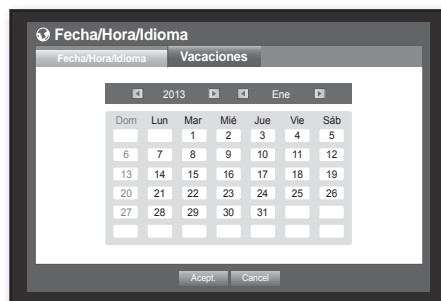 Fecha/Hora/Idioma
Fecha/Hora/Idioma Vacaciones
2013 Ene
Dom Lun Mar Mié Jue Vie Sáb
1 2 3 4 5
6 7 8 9 10 11 12
13 14 15 16 17 18 19
20 21 22 23 24 25 26
27 28 29 30 31
Acept. Cancel